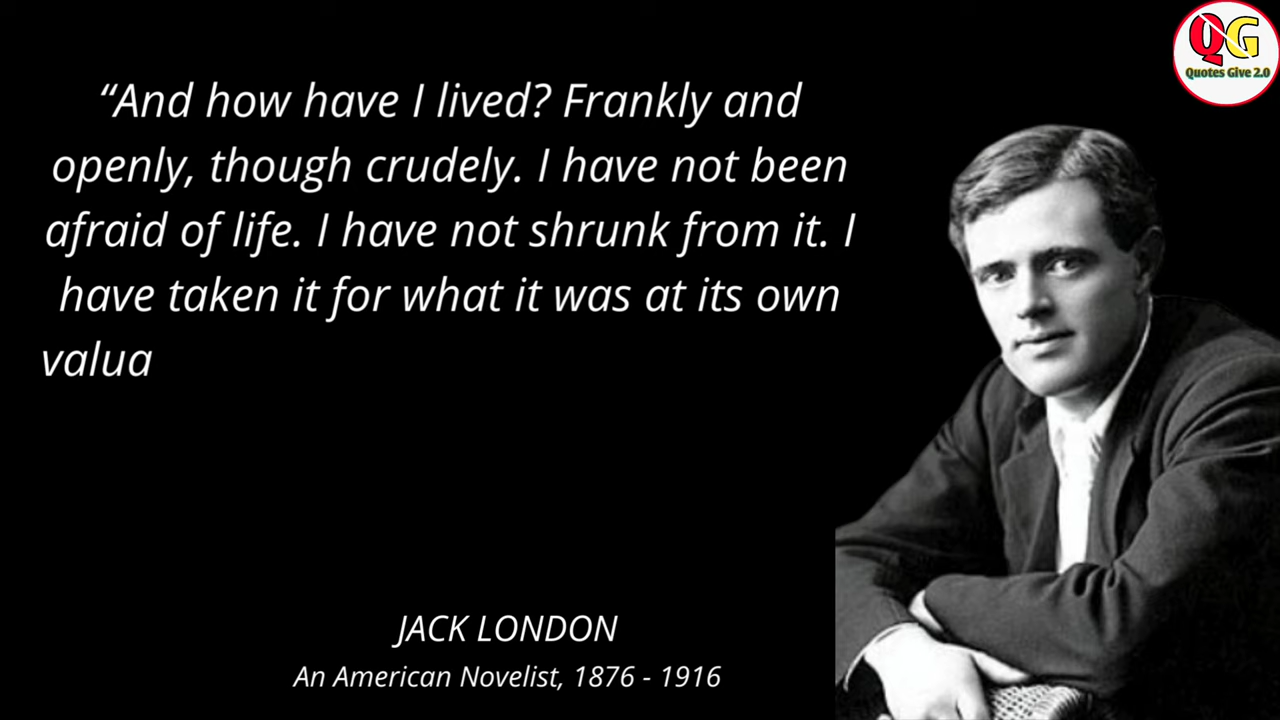 “And how have I lived? Frankly and
openly, though crudely. I have not been
afraid of life. I have not shrunk from it. I
have taken it for what it was at its own
valua
JACK LONDON
An American Novelist, 1876 - 1916
QG
Quotes Give 2.0